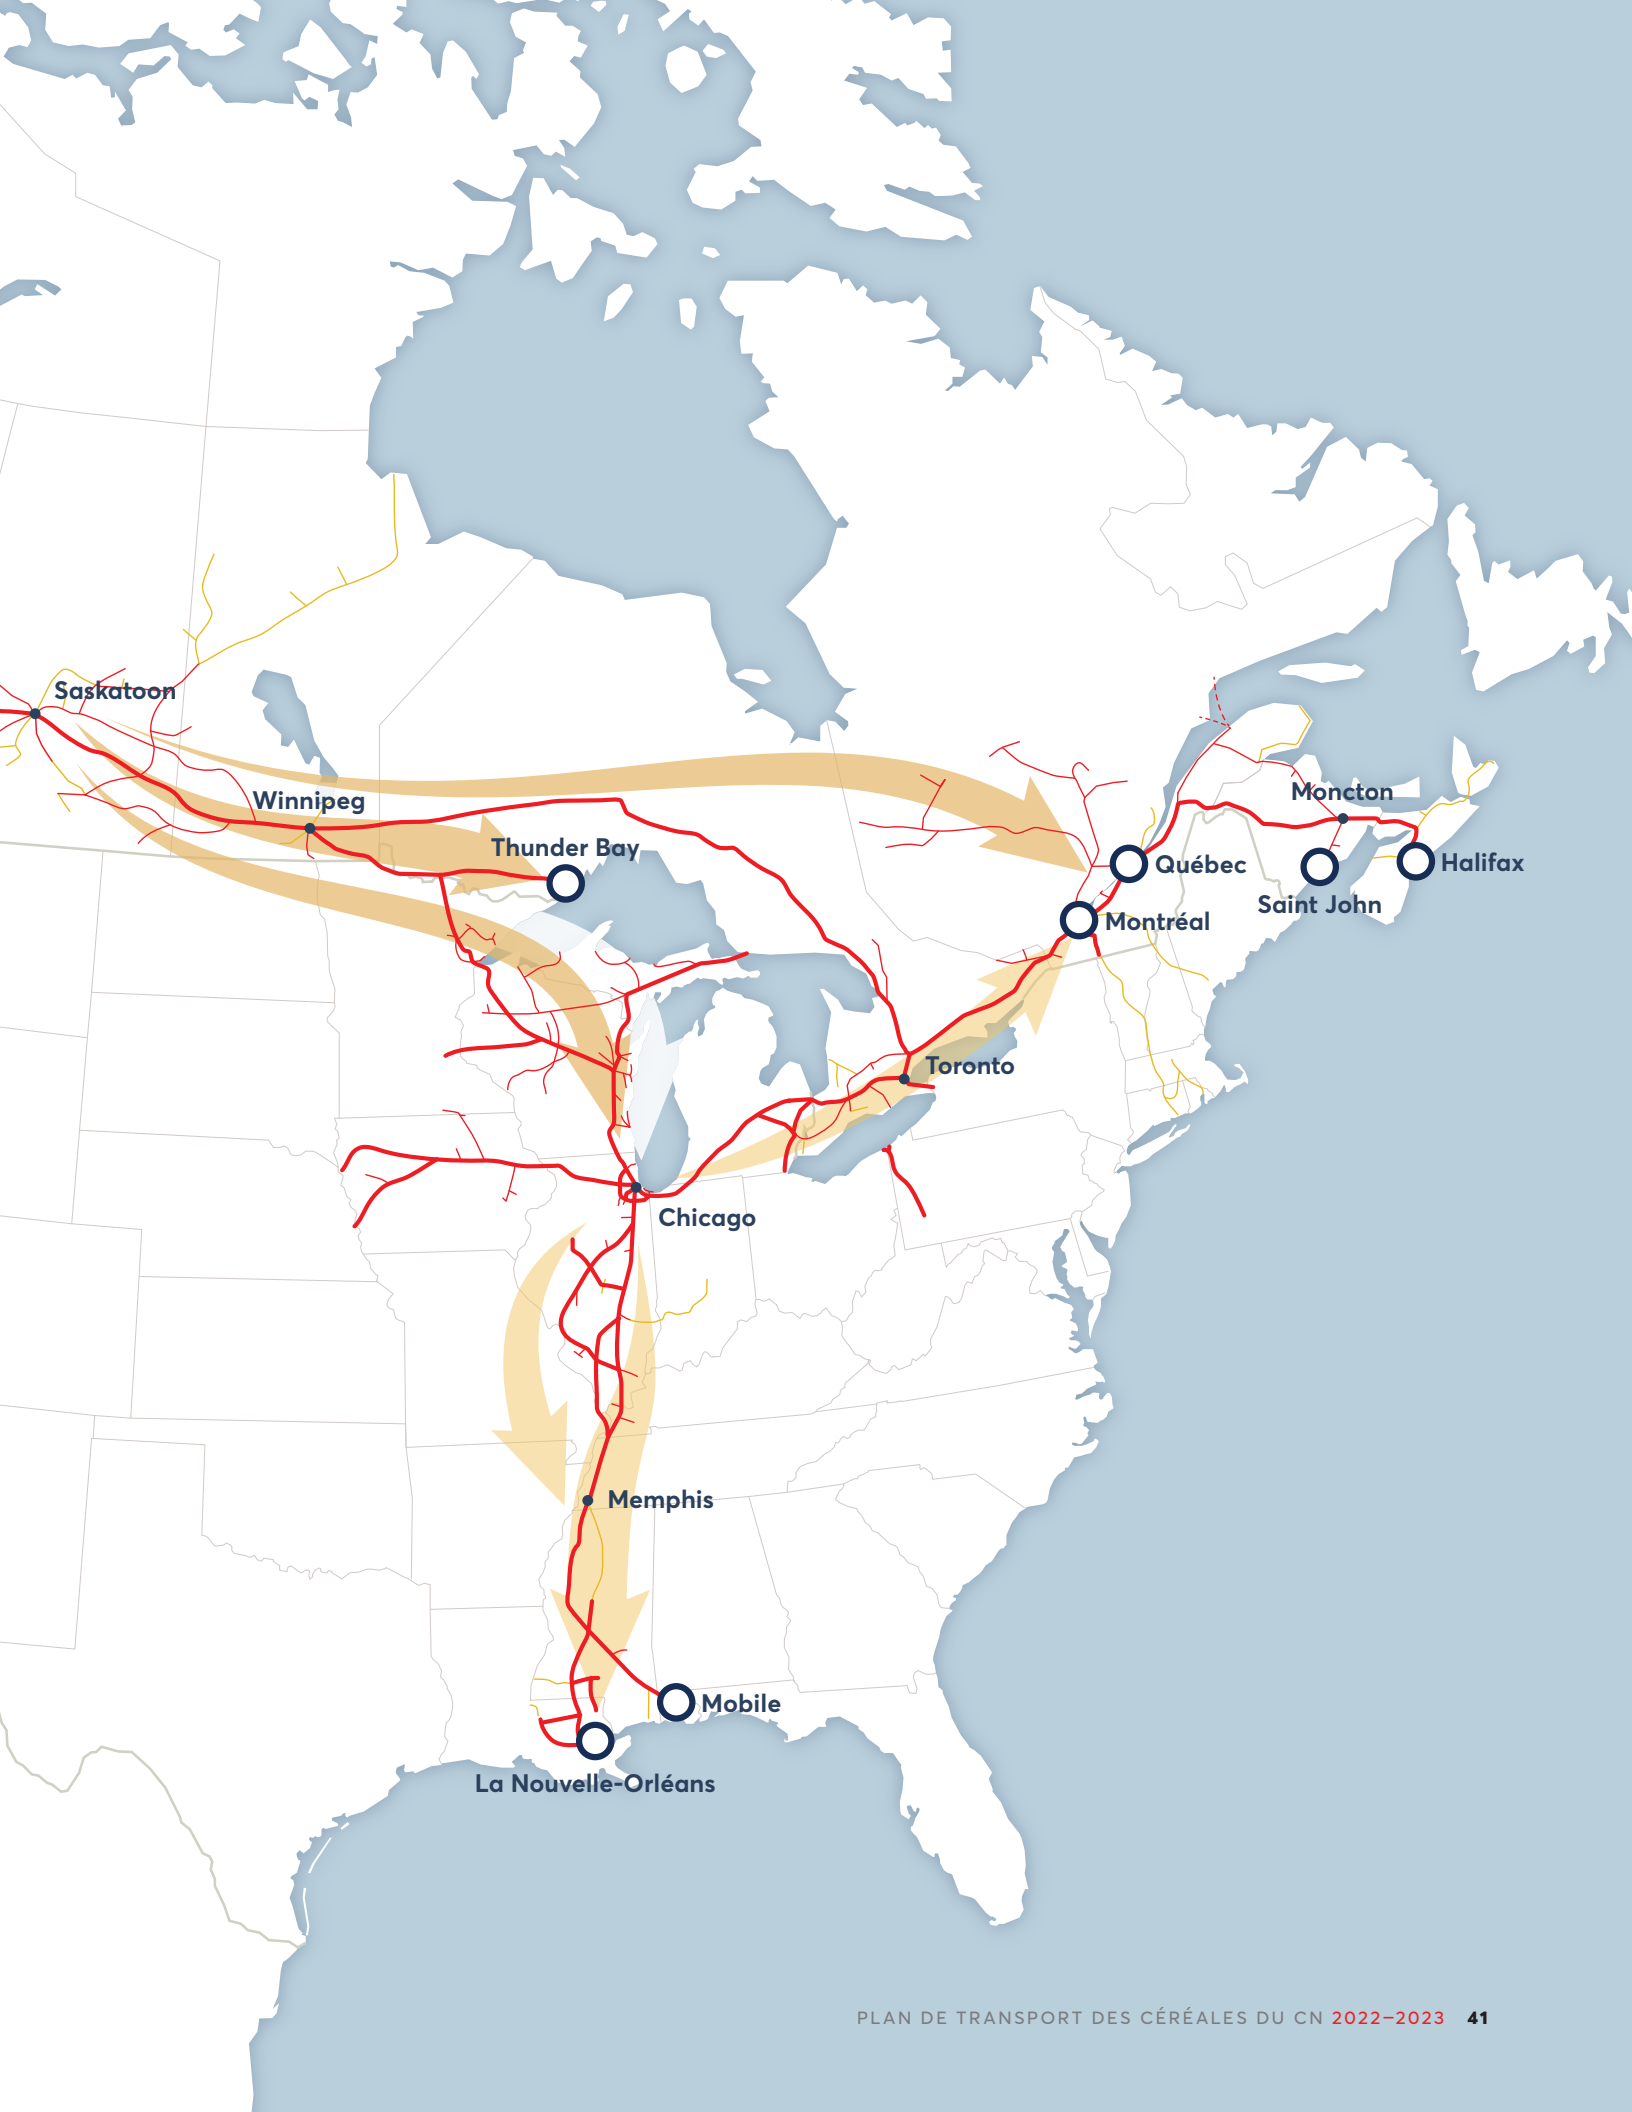 Saskatoon
Winnipeg
Moncton
Thunder Bay
Québec
Halifax
Saint John
Montréal
Toronto
Chicago
Memphis
Mobile
La Nouvelle-Orléans
PLAN DE TRANSPORT DES CÉRÉALES DU CN 2022–2023 41